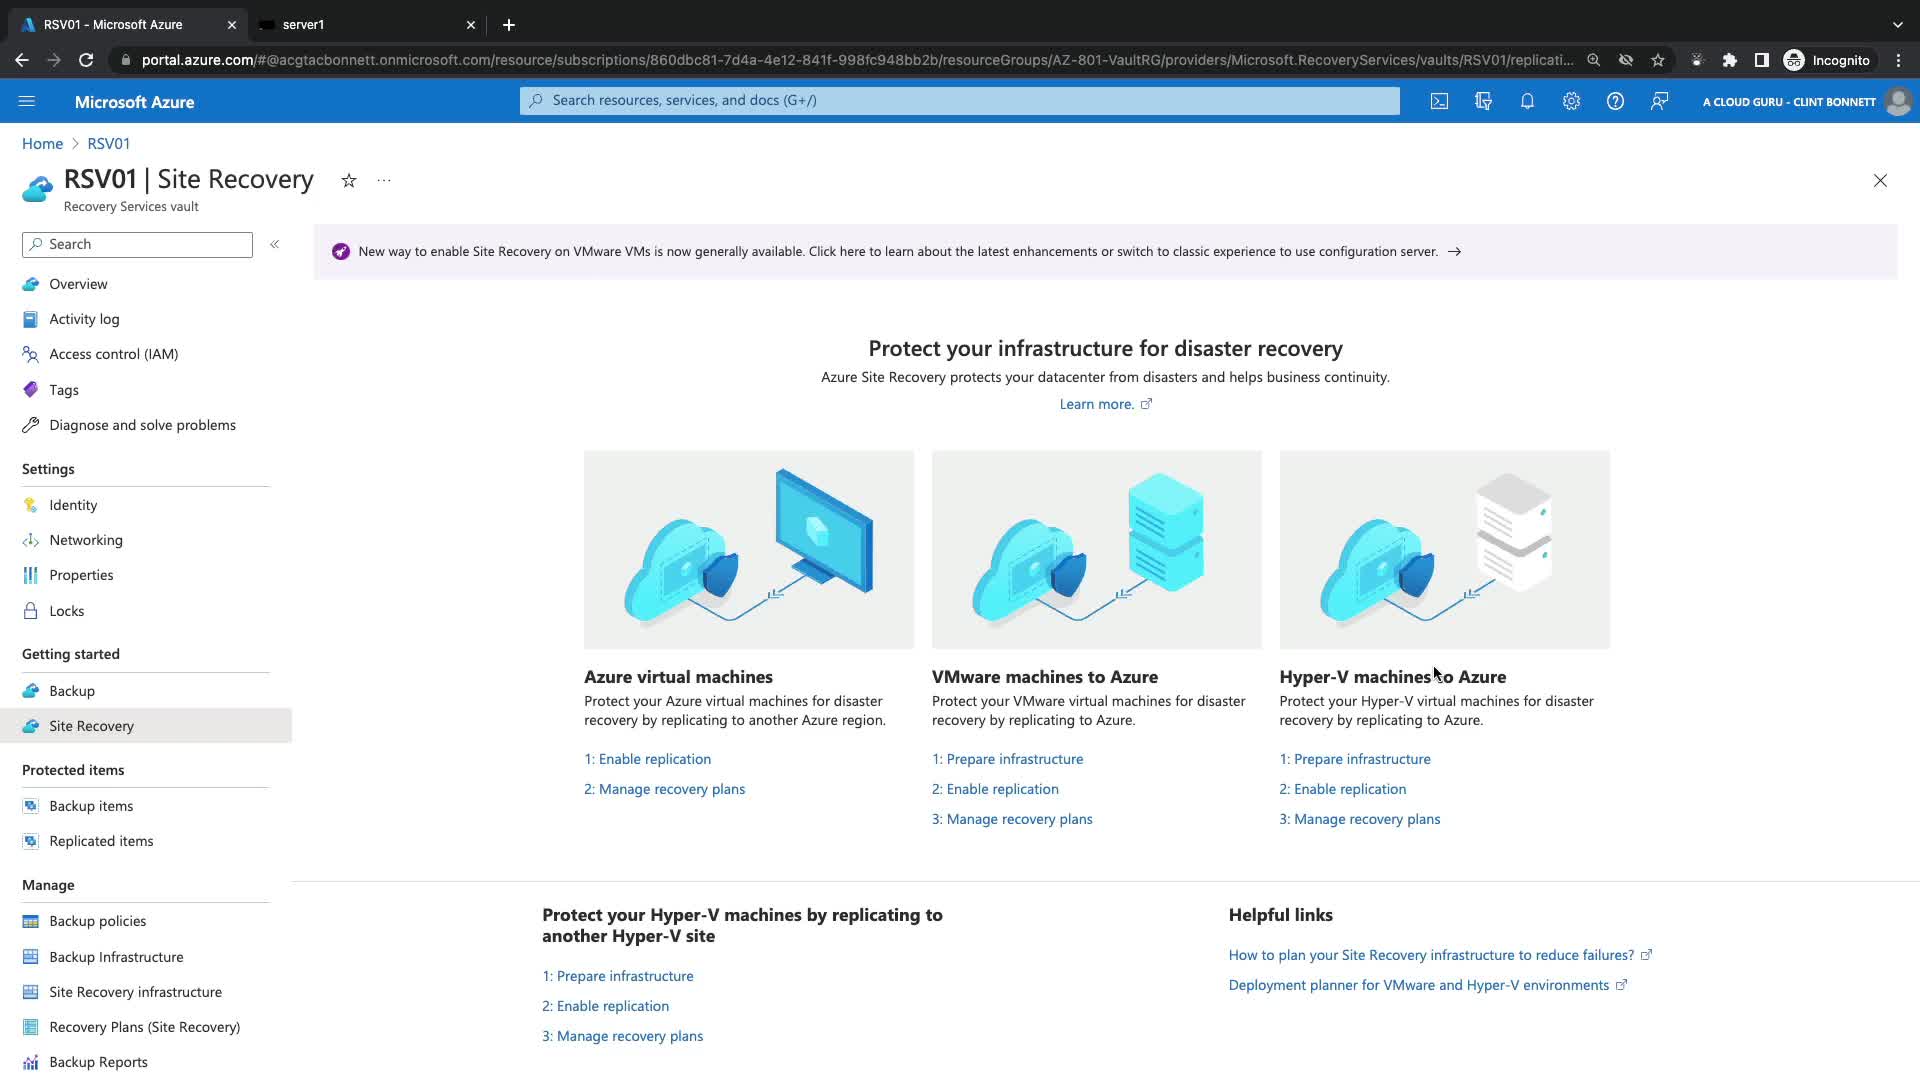 RSV01 - Microsoft Azure
server1
portal.azure.com/#@acgtacbonnett.onmicrosoft.com/resource/subscriptions/860dbc81-7d4a-4e12-841f-998fc948bb2b/resourceGroups/AZ-801-VaultRG/providers/Microsoft.RecoveryServices/vaults/RSV01/replicati...
Incognito
Microsoft Azure
Search resources, services, and docs (G+/)
A CLOUD GURU - CLINT BONNETT
Home > RSV01
RSV01 | Site Recovery
Recovery Services vault
Search
Overview
Activity log
Access control (IAM)
Tags
Diagnose and solve problems
Settings
Identity
Networking
Properties
Locks
Getting started
Backup
Site Recovery
Protected items
Backup items
Replicated items
Manage
Backup policies
Backup Infrastructure
Site Recovery infrastructure
Recovery Plans (Site Recovery)
Backup Reports
New way to enable Site Recovery on VMware VMs is now generally available. Click here to learn about the latest enhancements or switch to classic experience to use configuration server. →
Protect your infrastructure for disaster recovery
Azure Site Recovery protects your datacenter from disasters and helps business continuity.
Learn more.
Azure virtual machines
Protect your Azure virtual machines for disaster
recovery by replicating to another Azure region.
1: Enable replication
2: Manage recovery plans
VMware machines to Azure
Protect your VMware virtual machines for disaster
recovery by replicating to Azure.
1: Prepare infrastructure
2: Enable replication
3: Manage recovery plans
Hyper-V machines to Azure
Protect your Hyper-V virtual machines for disaster
recovery by replicating to Azure.
1: Prepare infrastructure
2: Enable replication
3: Manage recovery plans
Protect your Hyper-V machines by replicating to
another Hyper-V site
1: Prepare infrastructure
2: Enable replication
3: Manage recovery plans
Helpful links
How to plan your Site Recovery infrastructure to reduce failures?
Deployment planner for VMware and Hyper-V environments